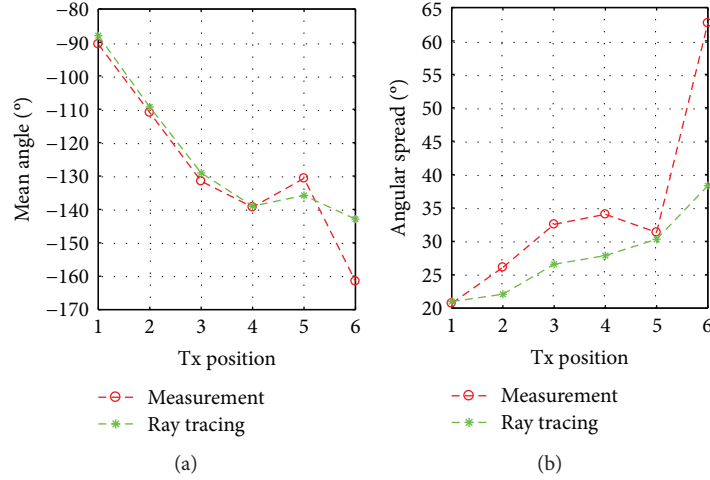 −80
−90
−100
−110
−120
−130
−140
−150
−160
−170
Mean angle (°)
1 2 3 4 5 6
Tx position
Measurement
Ray tracing
(a)
65
60
55
50
45
40
35
30
25
20
Angular spread (°)
1 2 3 4 5 6
Tx position
Measurement
Ray tracing
(b)